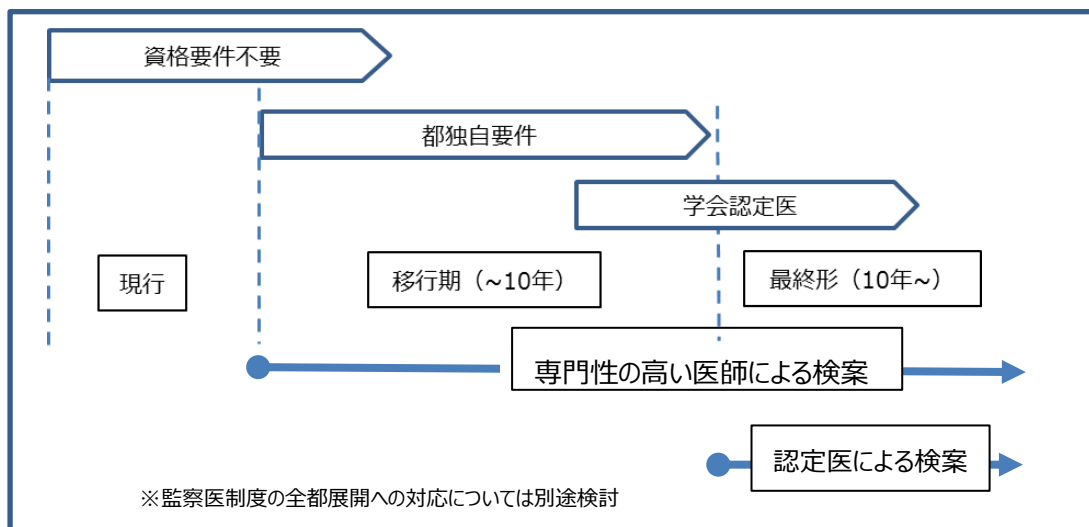 資格要件不要
都独自要件
学会認定医
現行
移行期（~10年）
最終形（10年~）
専門性の高い医師による検案
認定医による検案
※監察医制度の全都展開への対応については別途検討